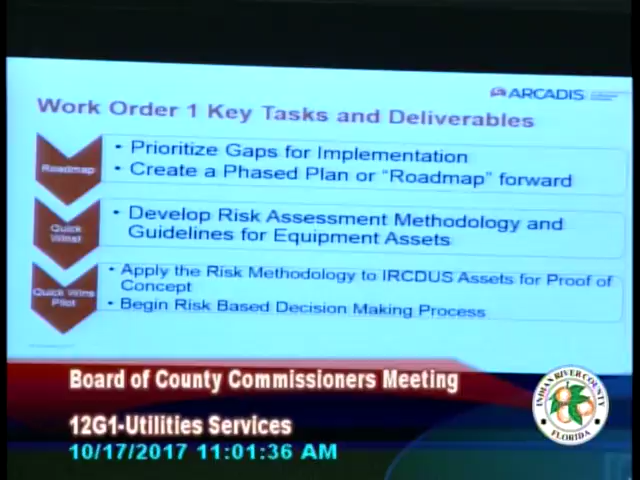 ARCADIS
Work Order 1 Key Tasks and Deliverables
Roadmap
• Prioritize Gaps for Implementation
• Create a Phased Plan or “Roadmap” forward
Quick
Wins!
• Develop Risk Assessment Methodology and
Guidelines for Equipment Assets
Quick Wins
Pilot
• Apply the Risk Methodology to IRCDUS Assets for Proof of
Concept
• Begin Risk Based Decision Making Process
Board of County Commissioners Meeting
12G1-Utilities Services
10/17/2017 11:01:36 AM
INDIAN RIVER COUNTY
FLORIDA